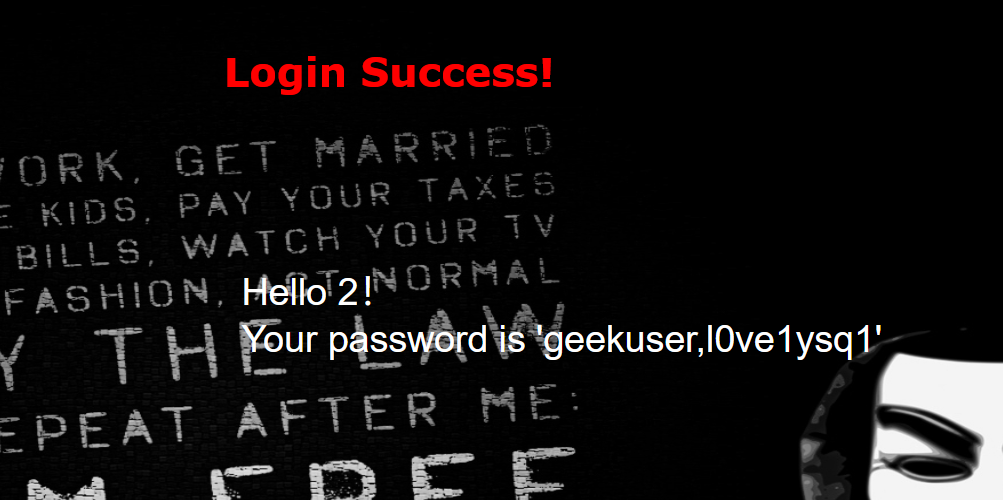 Login Success!
ORK, GET MARRIED
E KIDS, PAY YOUR TAXES
BILLS, WATCH YOUR TV
FASHION, ACT NORMAL
Hello 2！
Y THE LAW
Your password is 'geekuser,l0ve1ysq1'
EPEAT AFTER ME:
M FREE